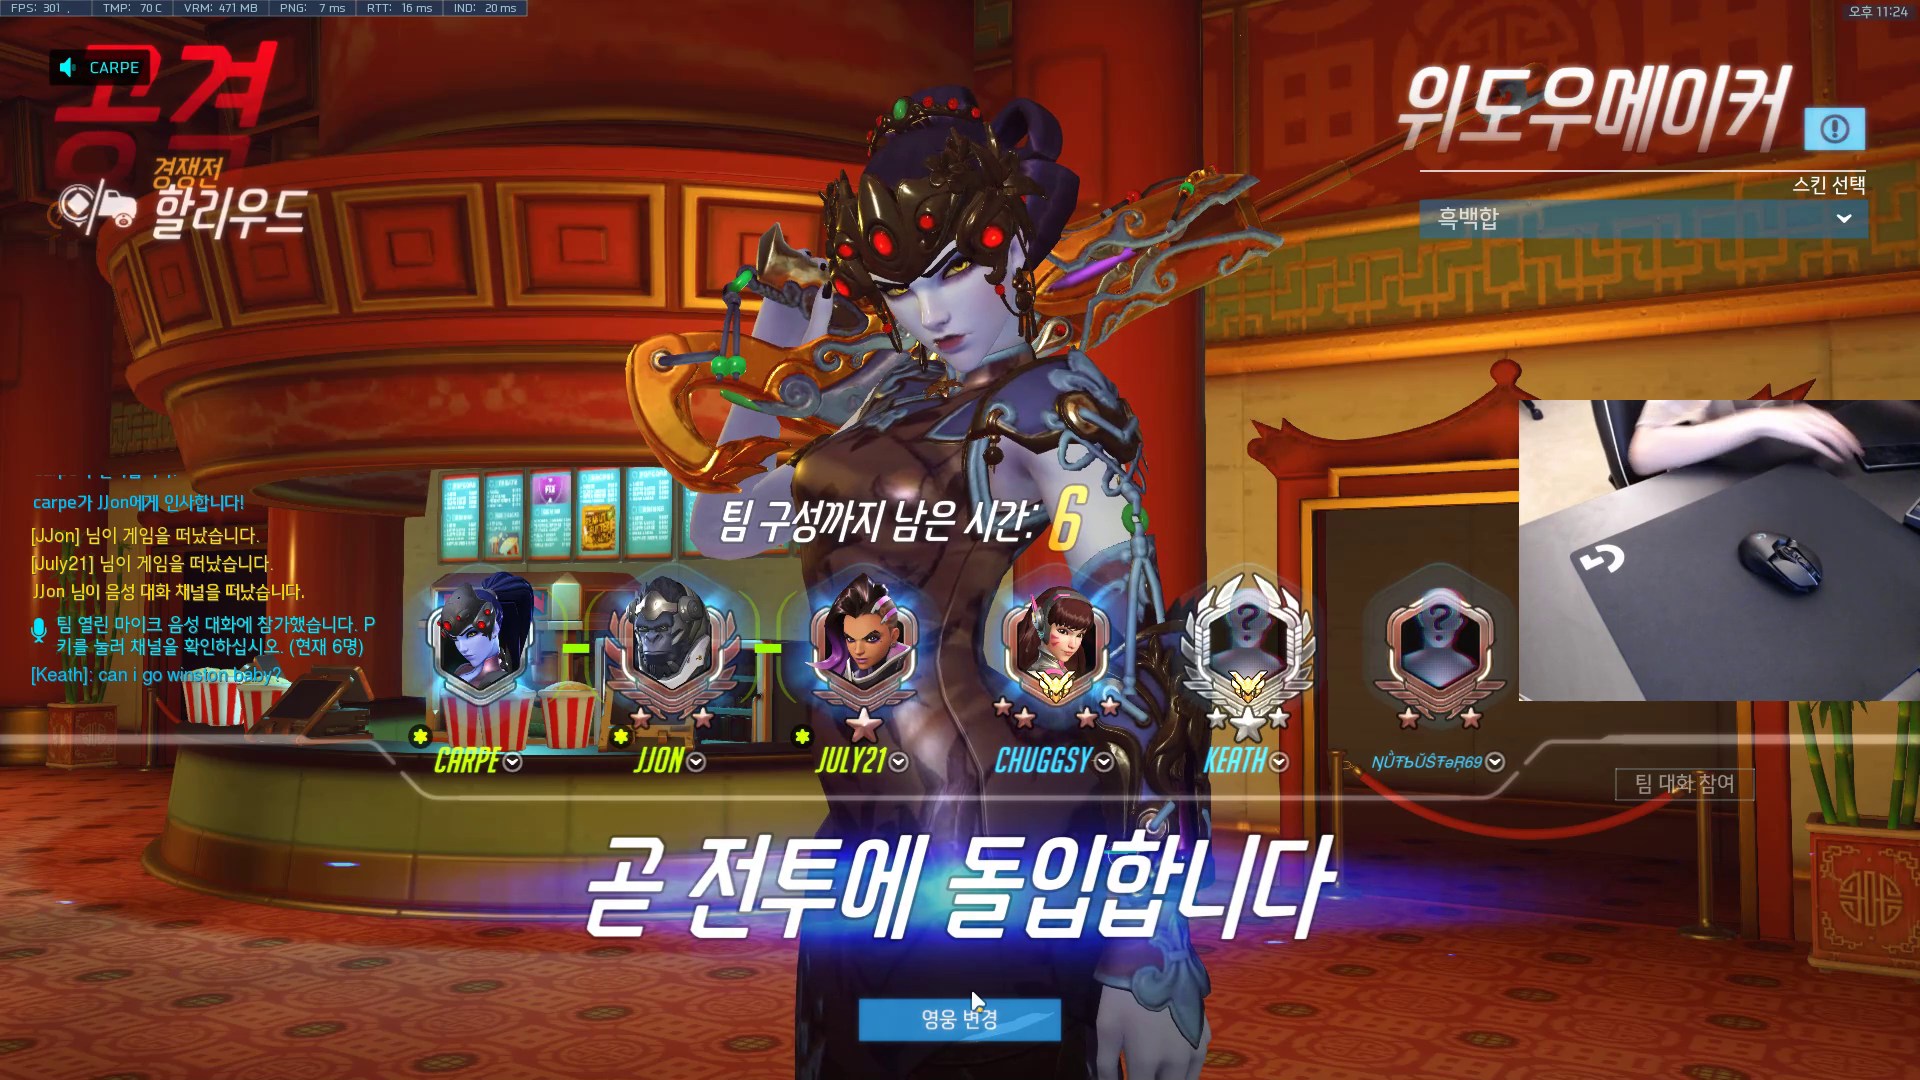 FPS: 301 , TMP: 70 C VRM: 471 MB PNG: 7 ms RTT: 16 ms IND: 20 ms
오후 11:24
공격
CARPE
경쟁전
할리우드
위도우메이커
스킨 선택
흑백합
carpe가 JJon에게 인사합니다!
[JJon] 님이 게임을 떠났습니다.
[July21] 님이 게임을 떠났습니다.
JJon 님이 음성 대화 채널을 떠났습니다.
팀 열린 마이크 음성 대화에 참가했습니다. P
키를 눌러 채널을 확인하십시오. (현재 6명)
[Keath]: can i go winston baby?
팀 구성까지 남은 시간: 6
CARPE JJON JULY21 CHUGGSY KEATH
팀 대화 참여
곧 전투에 돌입합니다
영웅 변경